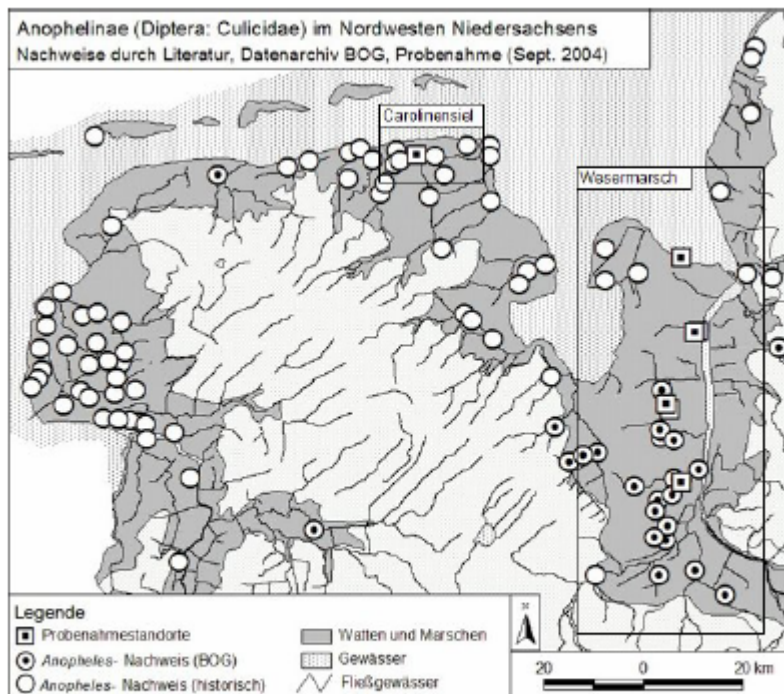 Anophelinae (Diptera: Culicidae) im Nordwesten Niedersachsens
Nachweise durch Literatur, Datenarchiv BOG, Probenahme (Sept. 2004)
Carolinensiel
Wesermarsch
Legende
Probenahmestandorte
Anopheles- Nachweis (BOG)
Anopheles- Nachweis (historisch)
Watten und Marschen
Gewässer
Fließgewässer
N
20 0 20 km